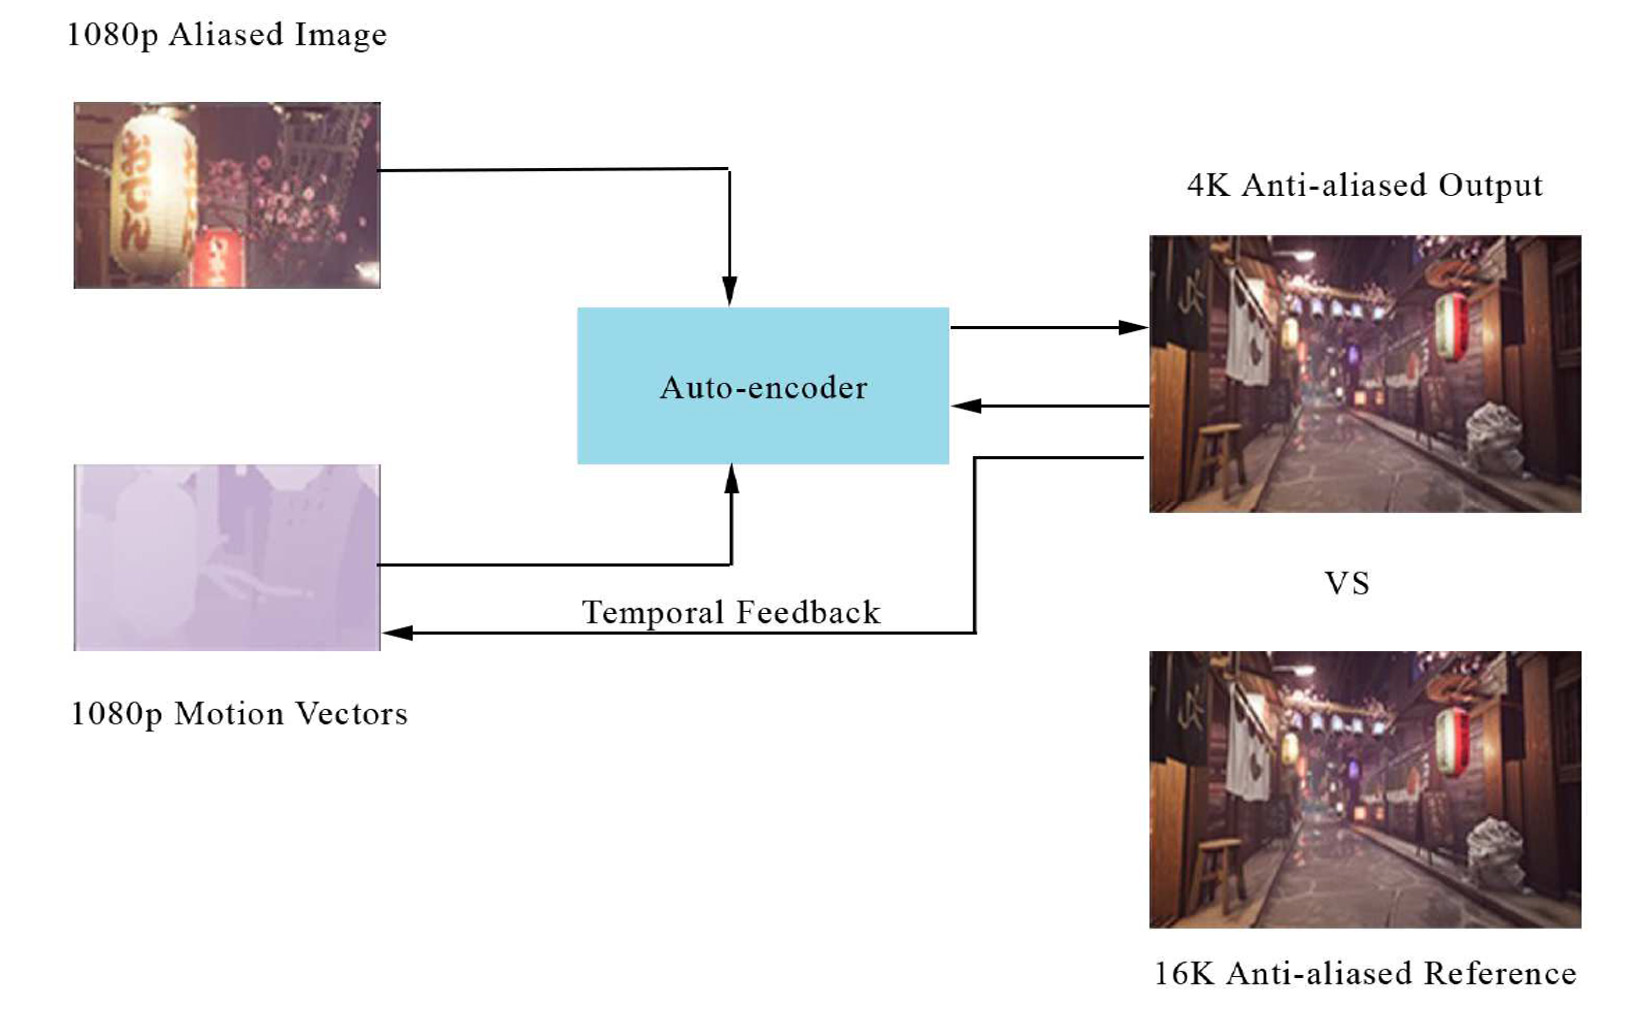 1080p Aliased Image
4K Anti-aliased Output
Auto-encoder
Temporal Feedback
VS
1080p Motion Vectors
16K Anti-aliased Reference